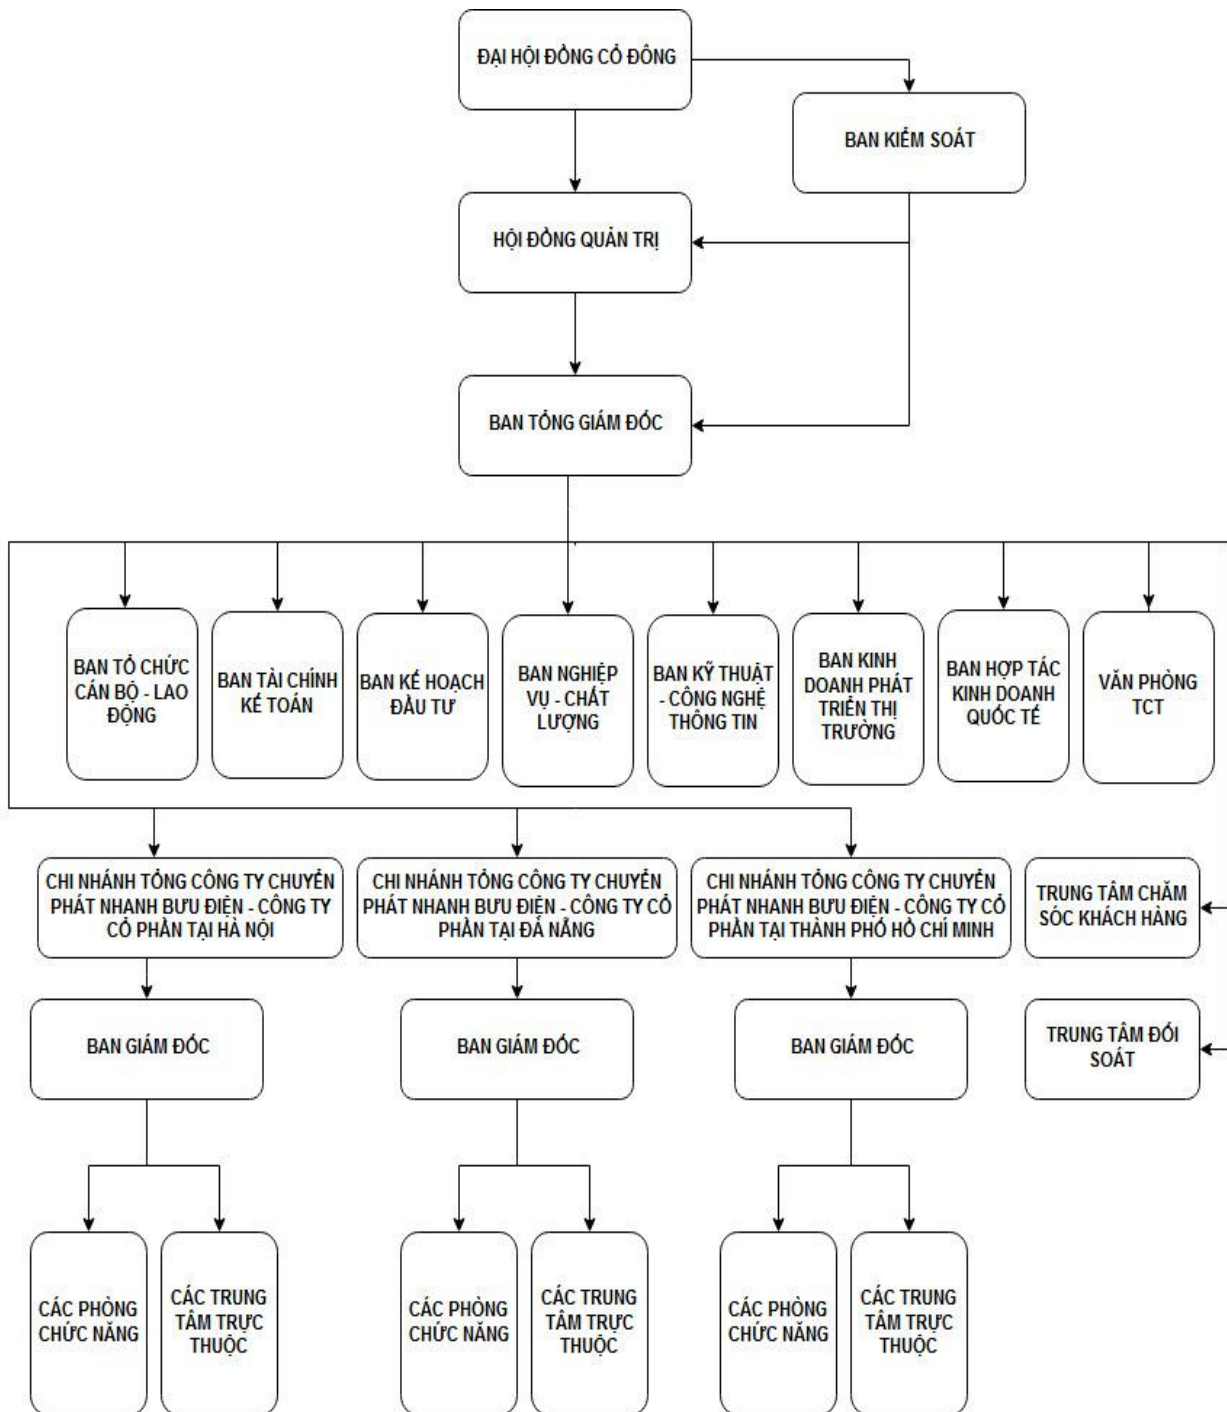 ĐẠI HỘI ĐỒNG CỔ ĐÔNG
BAN KIỂM SOÁT
HỘI ĐỒNG QUẢN TRỊ
BAN TỔNG GIÁM ĐỐC
BAN TỔ CHỨC
CÁN BỘ - LAO
ĐỘNG
BAN TÀI CHÍNH
KẾ TOÁN
BAN KẾ HOẠCH
ĐẦU TƯ
BAN NGHIỆP
VỤ - CHẤT
LƯỢNG
BAN KỸ THUẬT
- CÔNG NGHỆ
THÔNG TIN
BAN KINH
DOANH PHÁT
TRIỂN THỊ
TRƯỜNG
BAN HỢP TÁC
KINH DOANH
QUỐC TẾ
VĂN PHÒNG
TCT
CHI NHÁNH TỔNG CÔNG TY CHUYỂN
PHÁT NHANH BƯU ĐIỆN - CÔNG TY
CỔ PHẦN TẠI HÀ NỘI
CHI NHÁNH TỔNG CÔNG TY CHUYỂN
PHÁT NHANH BƯU ĐIỆN - CÔNG TY CỔ
PHẦN TẠI ĐÀ NẴNG
CHI NHÁNH TỔNG CÔNG TY CHUYỂN
PHÁT NHANH BƯU ĐIỆN - CÔNG TY CỔ
PHẦN TẠI THÀNH PHỐ HỒ CHÍ MINH
TRUNG TÂM CHĂM
SÓC KHÁCH HÀNG
BAN GIÁM ĐỐC
BAN GIÁM ĐỐC
BAN GIÁM ĐỐC
TRUNG TÂM ĐỐI
SOÁT
CÁC PHÒNG
CHỨC NĂNG
CÁC TRUNG
TÂM TRỰC
THUỘC
CÁC PHÒNG
CHỨC NĂNG
CÁC TRUNG
TÂM TRỰC
THUỘC
CÁC PHÒNG
CHỨC NĂNG
CÁC TRUNG
TÂM TRỰC
THUỘC